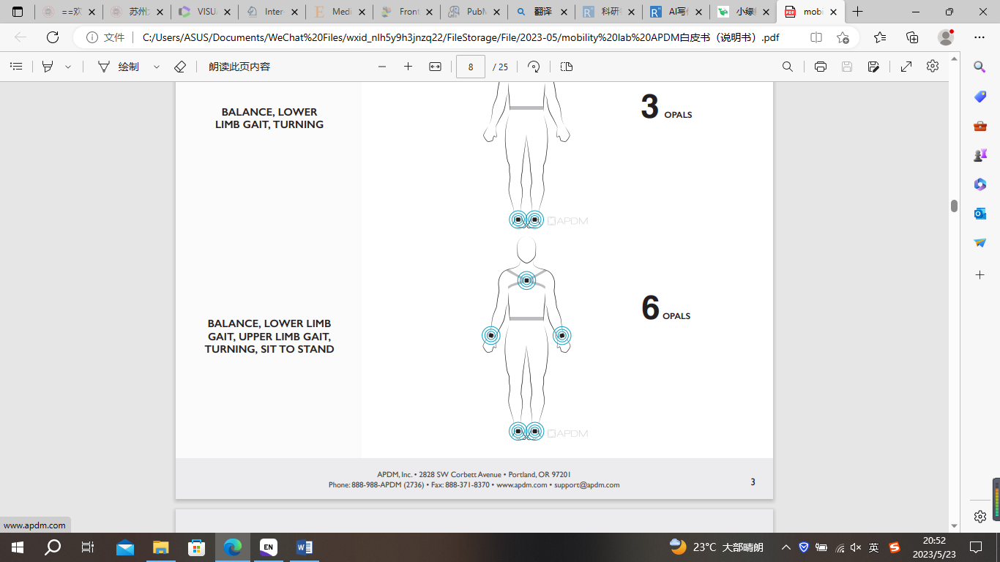 ==欢
苏州
VISU
Inter-
Medi
Front
PubM
翻译
科研
AI写
小绿
mobi
文件
C:/Users/ASUS/Documents/WeChat%20Files/wxid_nlh5y9h3jnzq22/FileStorage/File/2023-05/mobility%20lab%20APDM白皮书（说明书）.pdf
绘制
朗读此页内容
8
/ 25
BALANCE, LOWER
LIMB GAIT, TURNING
3 OPALS
APDM
BALANCE, LOWER LIMB
GAIT, UPPER LIMB GAIT,
TURNING, SIT TO STAND
6 OPALS
APDM
APDM, Inc. • 2828 SW Corbett Avenue • Portland, OR 97201
Phone: 888-988-APDM (2736) • Fax: 888-371-8370 • www.apdm.com • support@apdm.com
3
www.apdm.com
EN
23°C 大部晴朗
英
20:52
2023/5/23